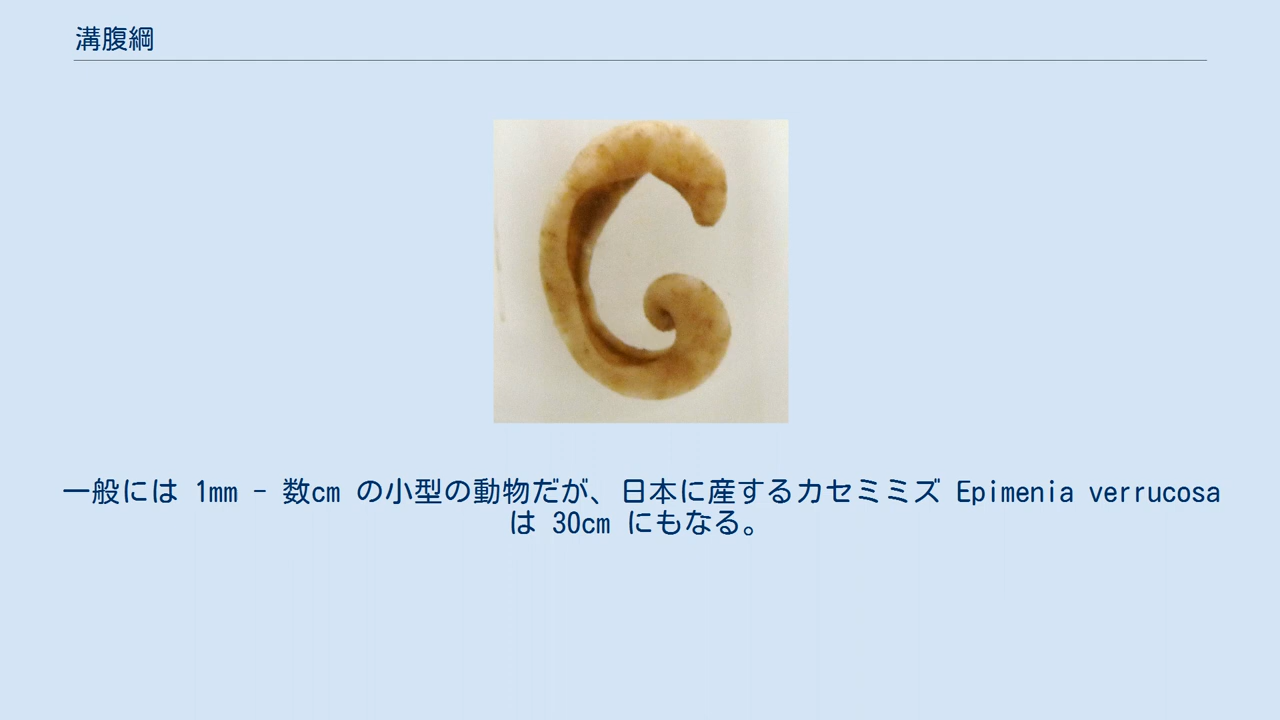 溝腹綱
一般には 1mm - 数cm の小型の動物だが、日本に産するカセミミズ Epimenia verrucosa
は 30cm にもなる。